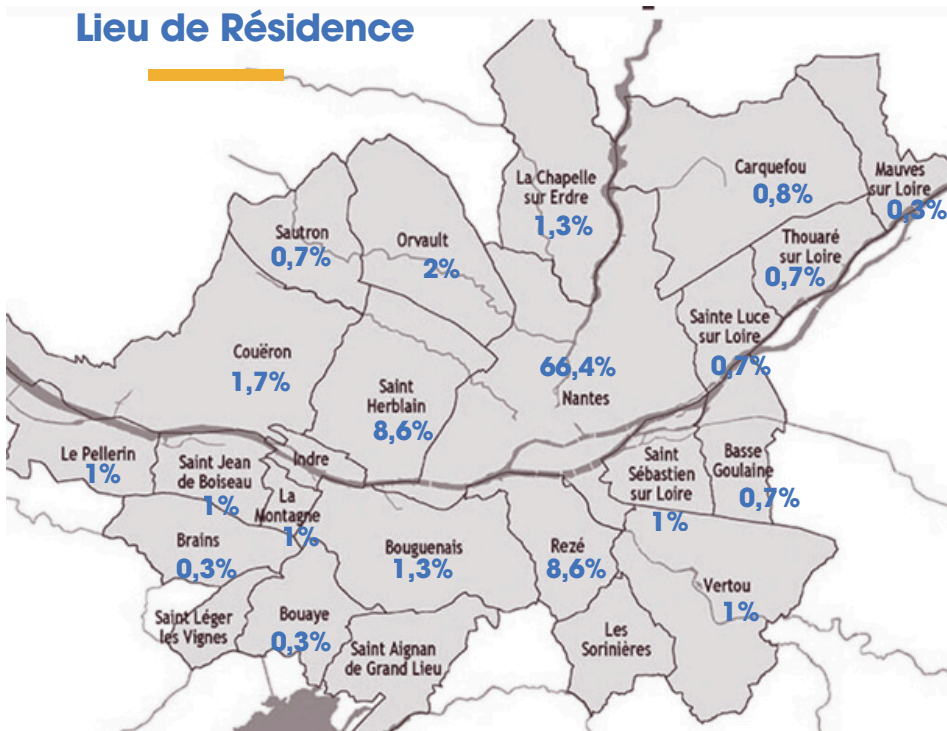 Lieu de Résidence
La Chapelle
sur Erdre
1,3%
Carquefou
0,8%
Mauves
sur Loire
0,3%
Sautron
0,7%
Orvault
2%
Thouaré
sur Loire
0,7%
Sainte Luce
sur Loire
0,7%
Couëron
1,7%
Saint
Herblain
8,6%
66,4%
Nantes
Le Pellerin
1%
Saint Jean
de Boiseau
1%
Indre
La
Montagne
1%
Saint
Sébastien
sur Loire
1%
Basse
Goulaine
0,7%
Brains
0,3%
Bouguenais
1,3%
Rezé
8,6%
Vertou
1%
Saint Léger
les Vignes
Bouaye
0,3%
Saint Aignan
de Grand Lieu
Les
Sorinières